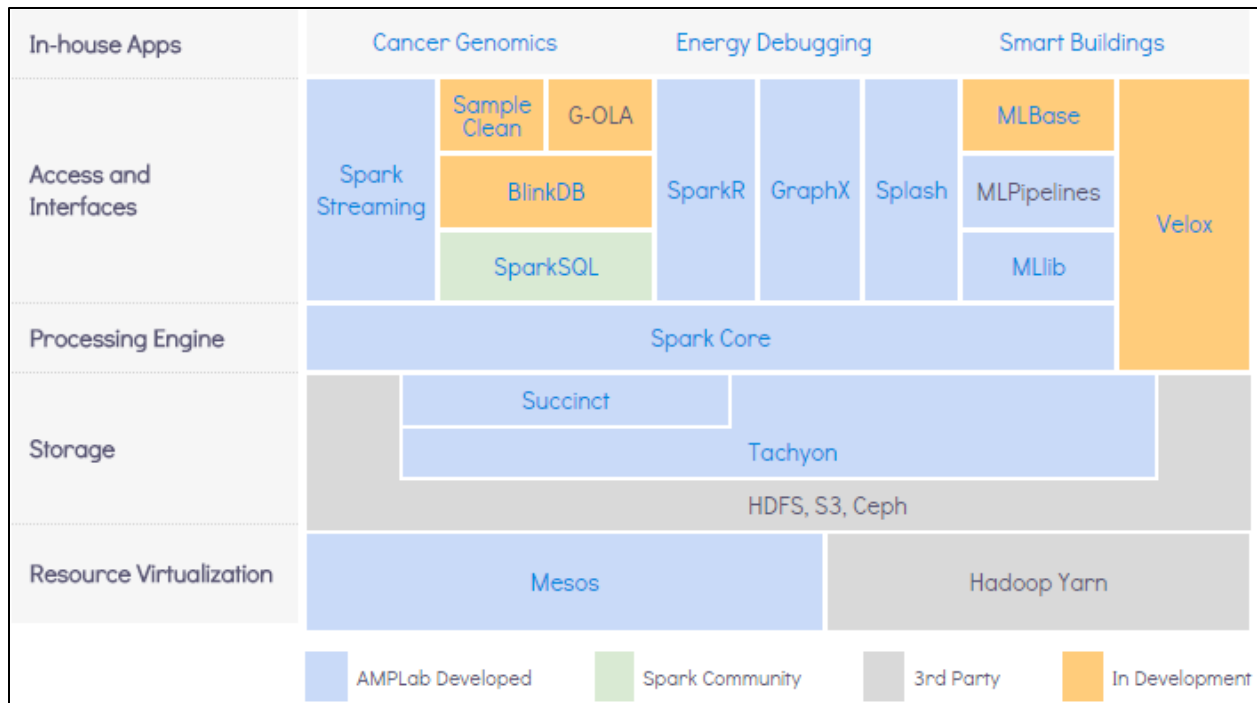 In-house Apps
Cancer Genomics
Energy Debugging
Smart Buildings
Access and
Interfaces
Spark
Streaming
Sample
Clean
G-OLA
BlinkDB
SparkSQL
SparkR
GraphX
Splash
MLBase
MLPipelines
MLlib
Velox
Processing Engine
Spark Core
Storage
Succinct
Tachyon
HDFS, S3, Ceph
Resource Virtualization
Mesos
Hadoop Yarn
AMPLab Developed
Spark Community
3rd Party
In Development